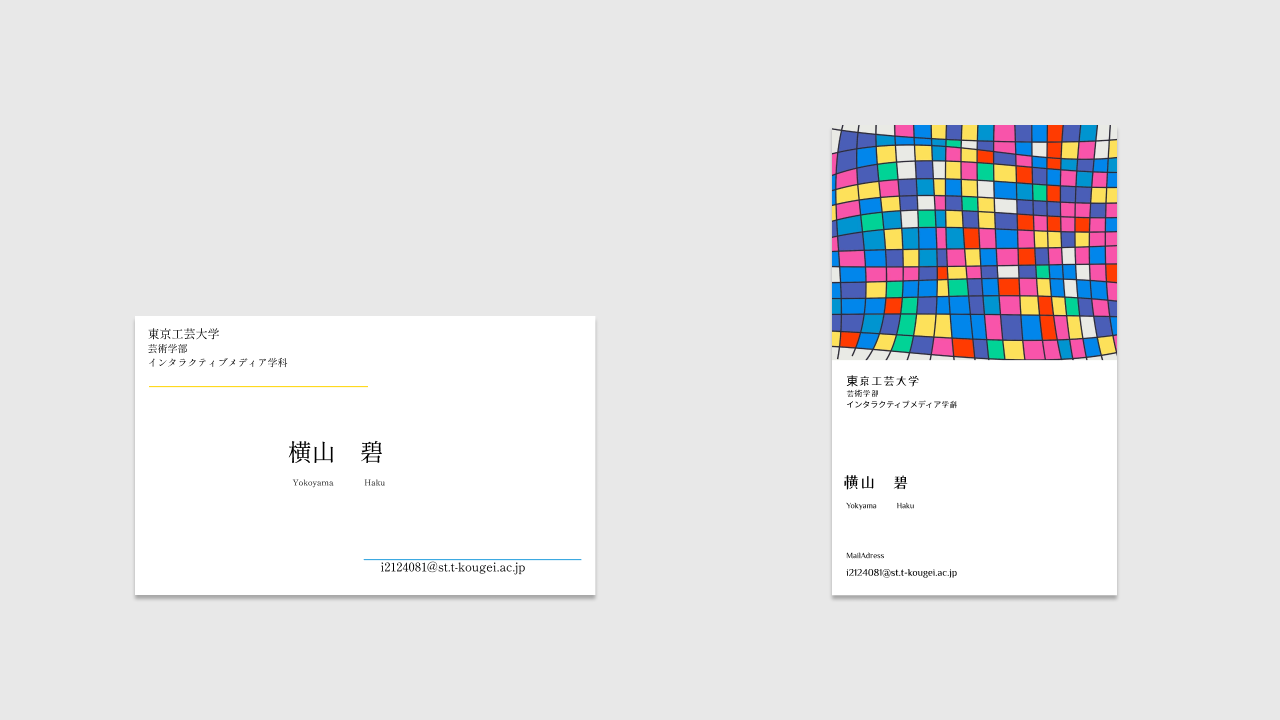 東京工芸大学
芸術学部
インタラクティブメディア学科
横山　碧
Yokoyama　Haku
i2124081@st.t-kougei.ac.jp
東京工芸大学
芸術学部
インタラクティブメディア学科
横山　碧
Yokyama　Haku
MailAdress
i2124081@st.t-kougei.ac.jp